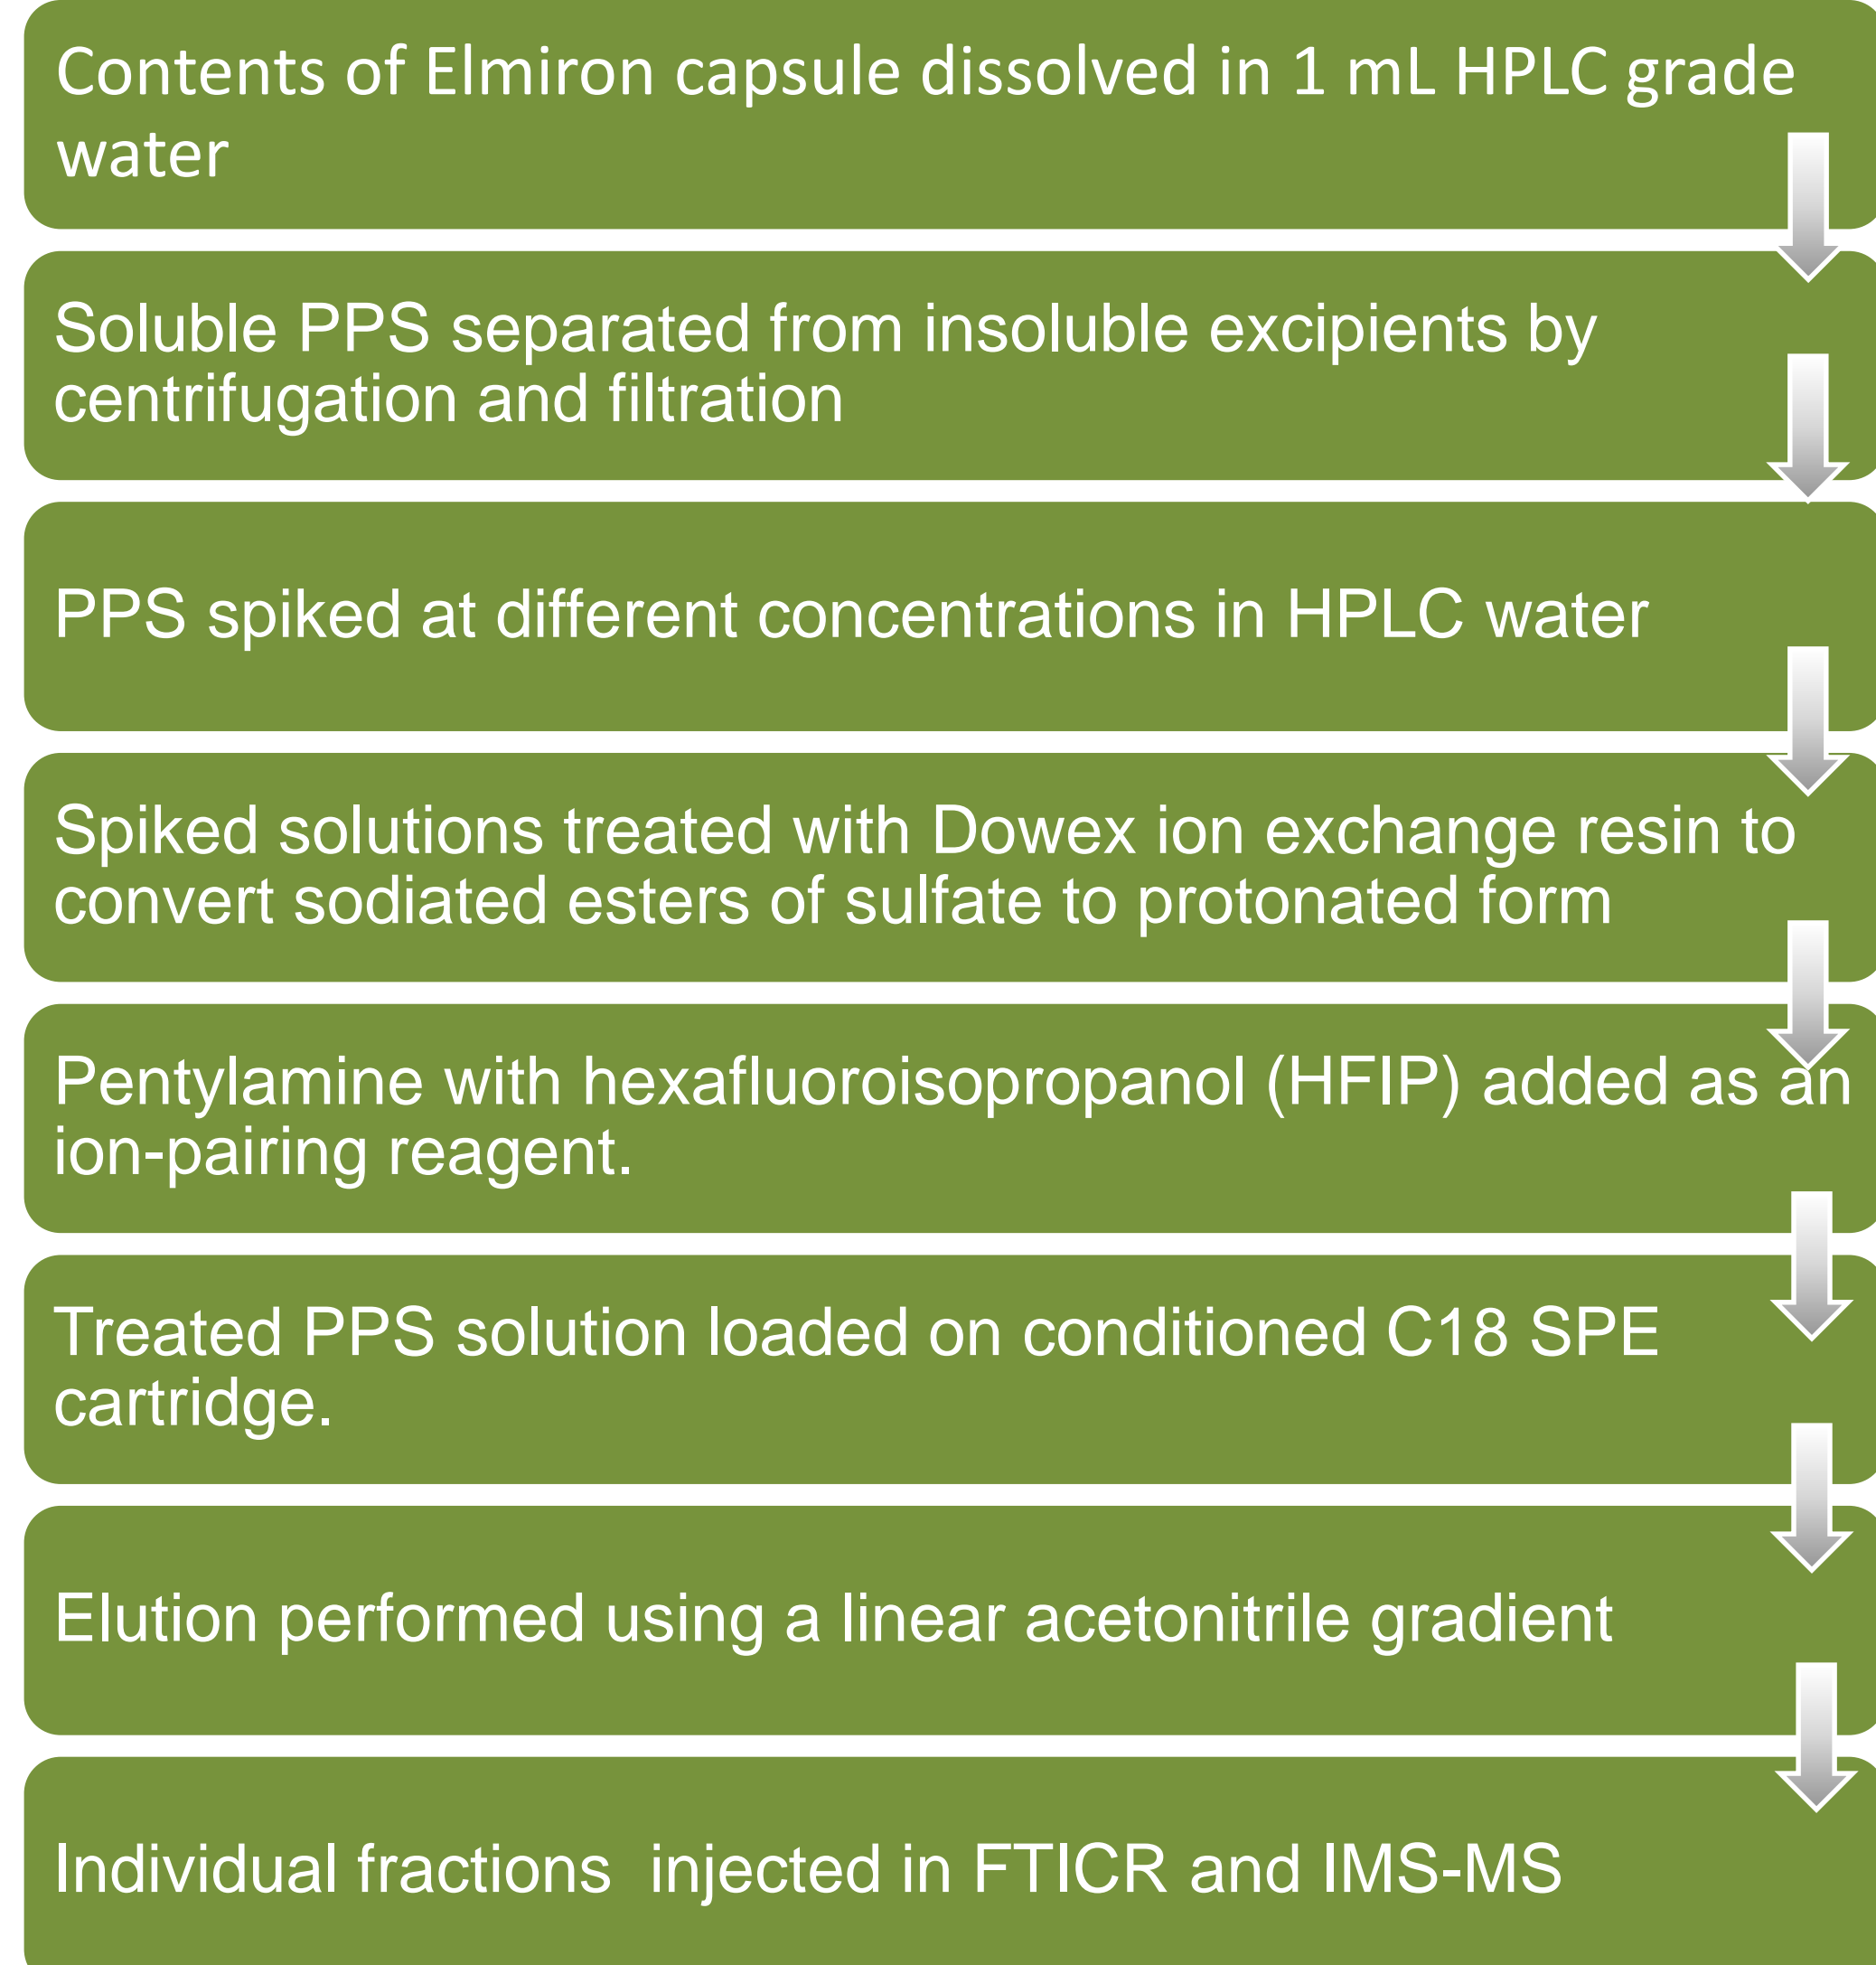 Contents of Elmiron capsule dissolved in 1 mL HPLC grade
water
Soluble PPS separated from insoluble excipients by
centrifugation and filtration
PPS spiked at different concentrations in HPLC water
Spiked solutions treated with Dowex ion exchange resin to
convert sodiated esters of sulfate to protonated form
Pentylamine with hexafluoroisopropanol (HFIP) added as an
ion-pairing reagent.
Treated PPS solution loaded on conditioned C18 SPE
cartridge.
Elution performed using a linear acetonitrile gradient
Individual fractions  injected in FTICR and IMS-MS